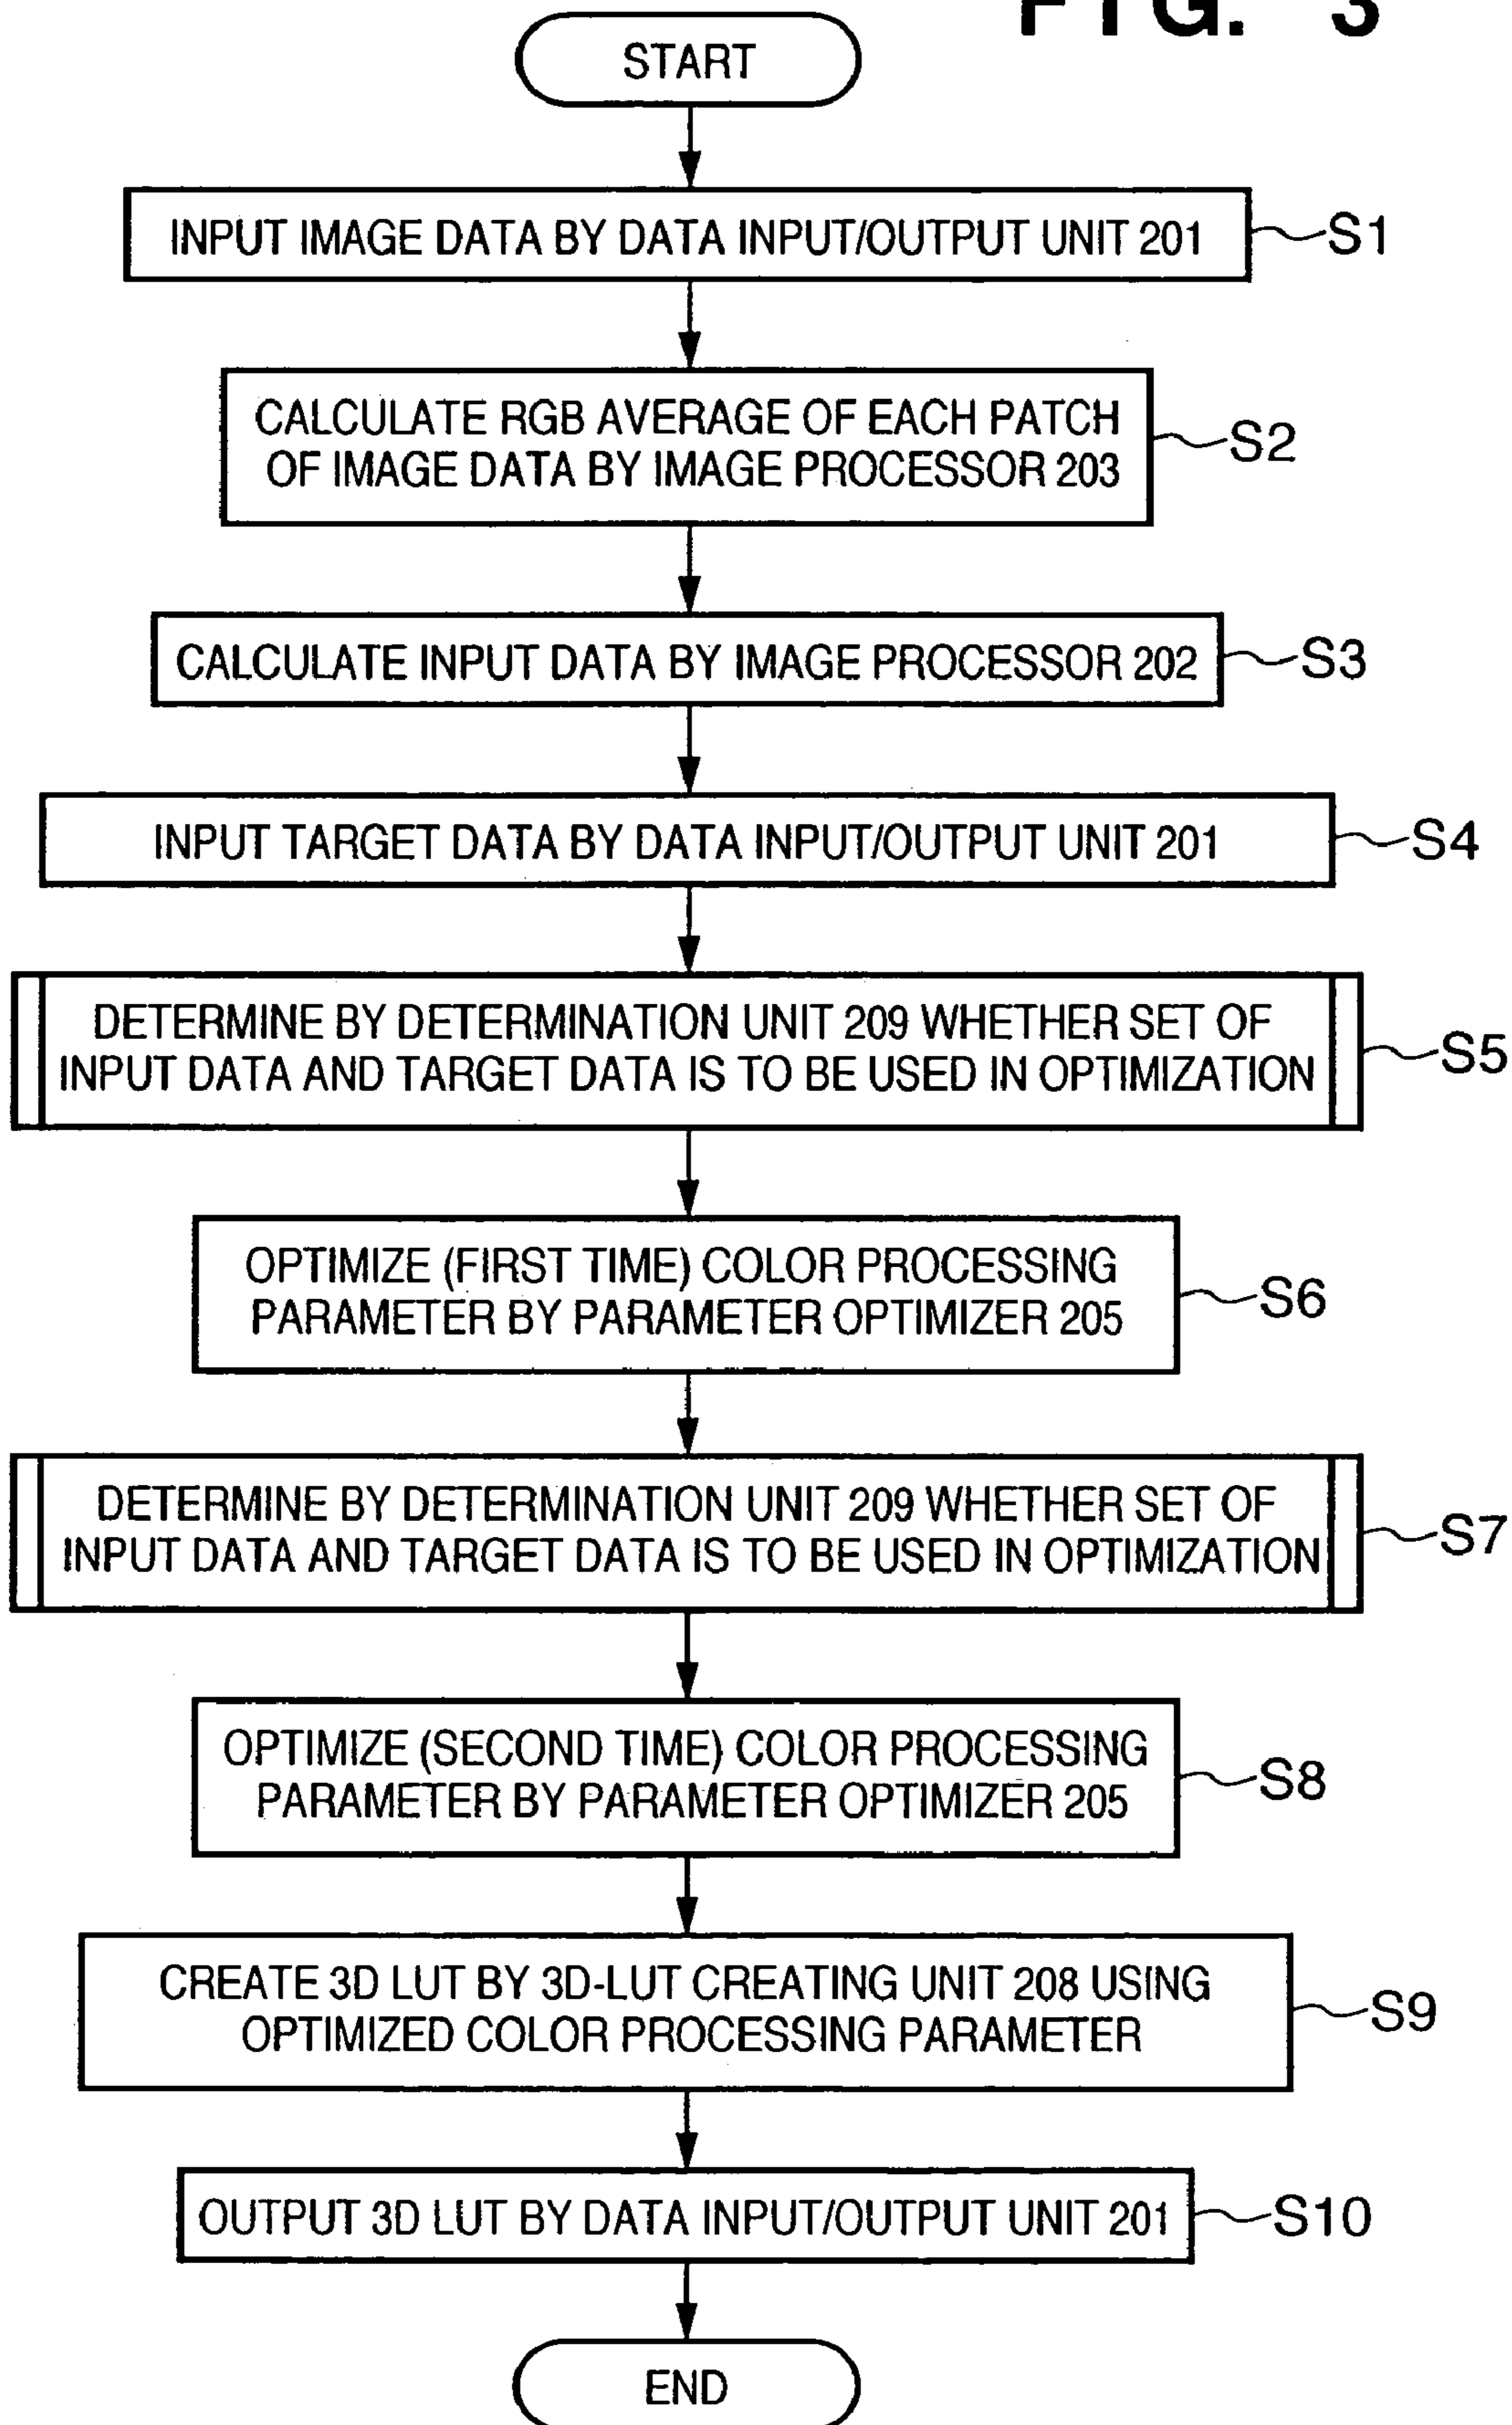 FIG. 3
START
INPUT IMAGE DATA BY DATA INPUT/OUTPUT UNIT 201
S1
CALCULATE RGB AVERAGE OF EACH PATCH
OF IMAGE DATA BY IMAGE PROCESSOR 203
S2
CALCULATE INPUT DATA BY IMAGE PROCESSOR 202
S3
INPUT TARGET DATA BY DATA INPUT/OUTPUT UNIT 201
S4
DETERMINE BY DETERMINATION UNIT 209 WHETHER SET OF
INPUT DATA AND TARGET DATA IS TO BE USED IN OPTIMIZATION
S5
OPTIMIZE (FIRST TIME) COLOR PROCESSING
PARAMETER BY PARAMETER OPTIMIZER 205
S6
DETERMINE BY DETERMINATION UNIT 209 WHETHER SET OF
INPUT DATA AND TARGET DATA IS TO BE USED IN OPTIMIZATION
S7
OPTIMIZE (SECOND TIME) COLOR PROCESSING
PARAMETER BY PARAMETER OPTIMIZER 205
S8
CREATE 3D LUT BY 3D-LUT CREATING UNIT 208 USING
OPTIMIZED COLOR PROCESSING PARAMETER
S9
OUTPUT 3D LUT BY DATA INPUT/OUTPUT UNIT 201
S10
END